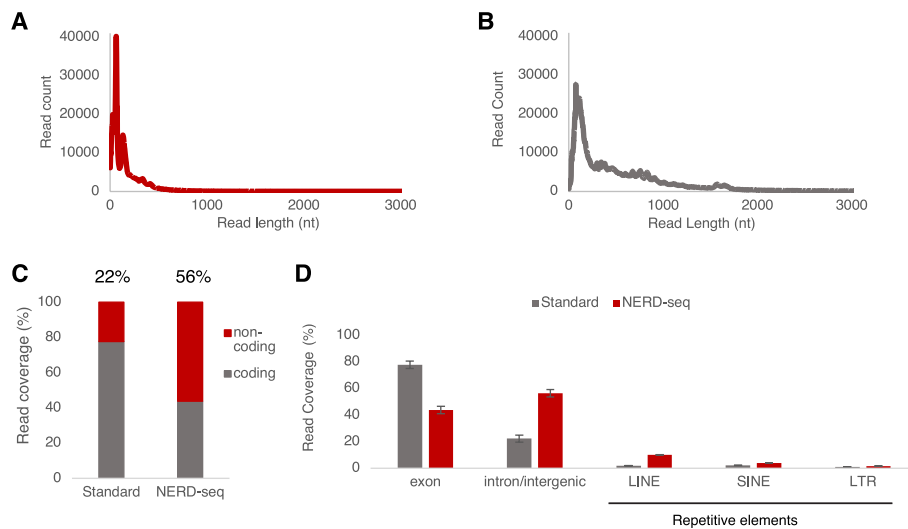 A
Read count
40000
30000
20000
10000
0
0 1000 2000 3000
Read length (nt)
B
Read Count
40000
30000
20000
10000
0
0 1000 2000 3000
Read Length (nt)
C
22% 56%
Read coverage (%)
100
80
60
40
20
0
non-
coding
coding
Standard NERD-seq
D
Standard NERD-seq
Read Coverage (%)
100
80
60
40
20
0
exon intron/intergenic LINE SINE LTR
Repetitive elements